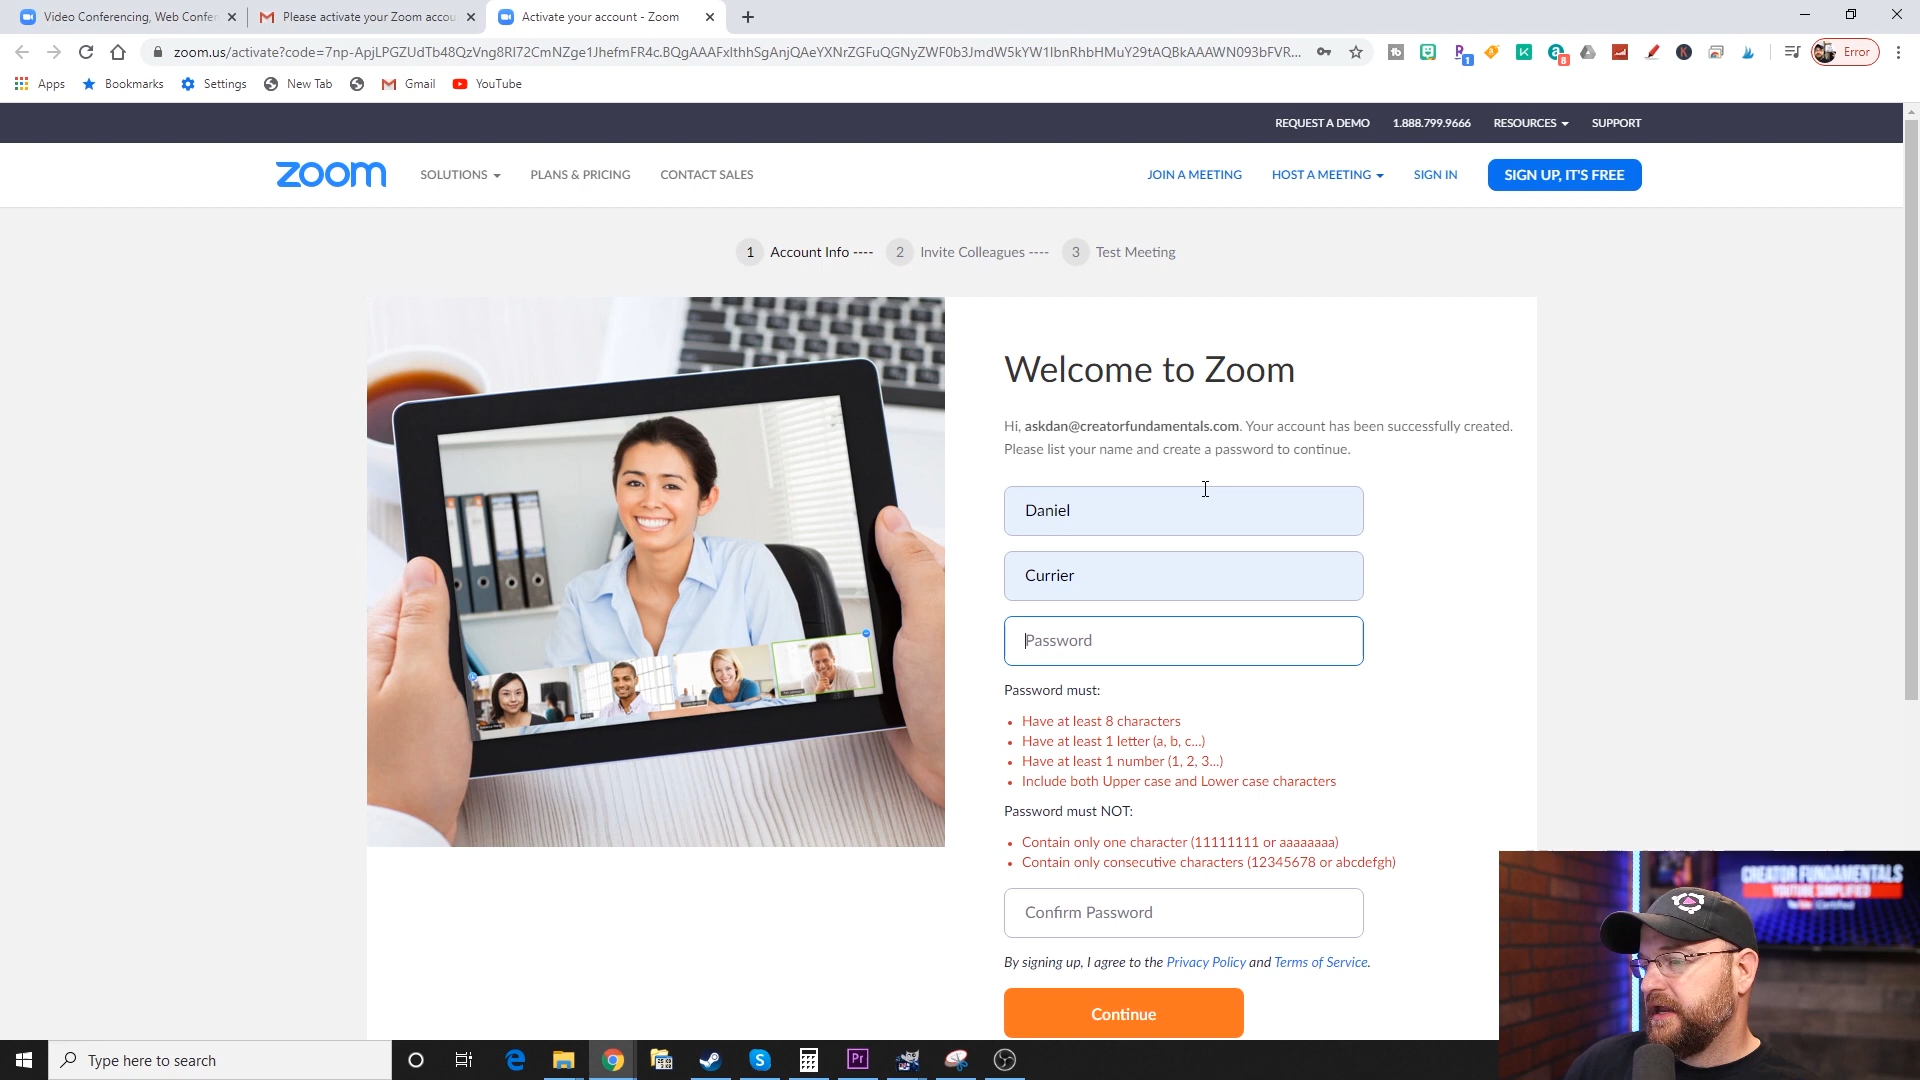 Video Conferencing, Web Confer
Please activate your Zoom accou
Activate your account - Zoom
zoom.us/activate?code=7np-ApjLPGZUdTb48QzVng8Rl72CmNZge1JhefmFR4c.BQgAAAFxIthhSgAnjQAeYXNrZGFuQGNyZWF0b3JmdW5kYW1lbnRhbHMuY29tAQBkAAAWN093bFVR...
Error
Apps
Bookmarks
Settings
New Tab
Gmail
YouTube
REQUEST A DEMO
1.888.799.9666
RESOURCES
SUPPORT
zoom
SOLUTIONS
PLANS & PRICING
CONTACT SALES
JOIN A MEETING
HOST A MEETING
SIGN IN
SIGN UP, IT'S FREE
1 Account Info ---- 2 Invite Colleagues ---- 3 Test Meeting
Welcome to Zoom
Hi, askdan@creatorfundamentals.com. Your account has been successfully created.
Please list your name and create a password to continue.
Daniel
Currier
Password
Password must:
• Have at least 8 characters
• Have at least 1 letter (a, b, c...)
• Have at least 1 number (1, 2, 3...)
• Include both Upper case and Lower case characters
Password must NOT:
• Contain only one character (11111111 or aaaaaaaa)
• Contain only consecutive characters (12345678 or abcdefgh)
Confirm Password
By signing up, I agree to the Privacy Policy and Terms of Service.
Continue
CREATOR FUNDAMENTALS
YOUTUBE SIMPLIFIED
Type here to search
Pr